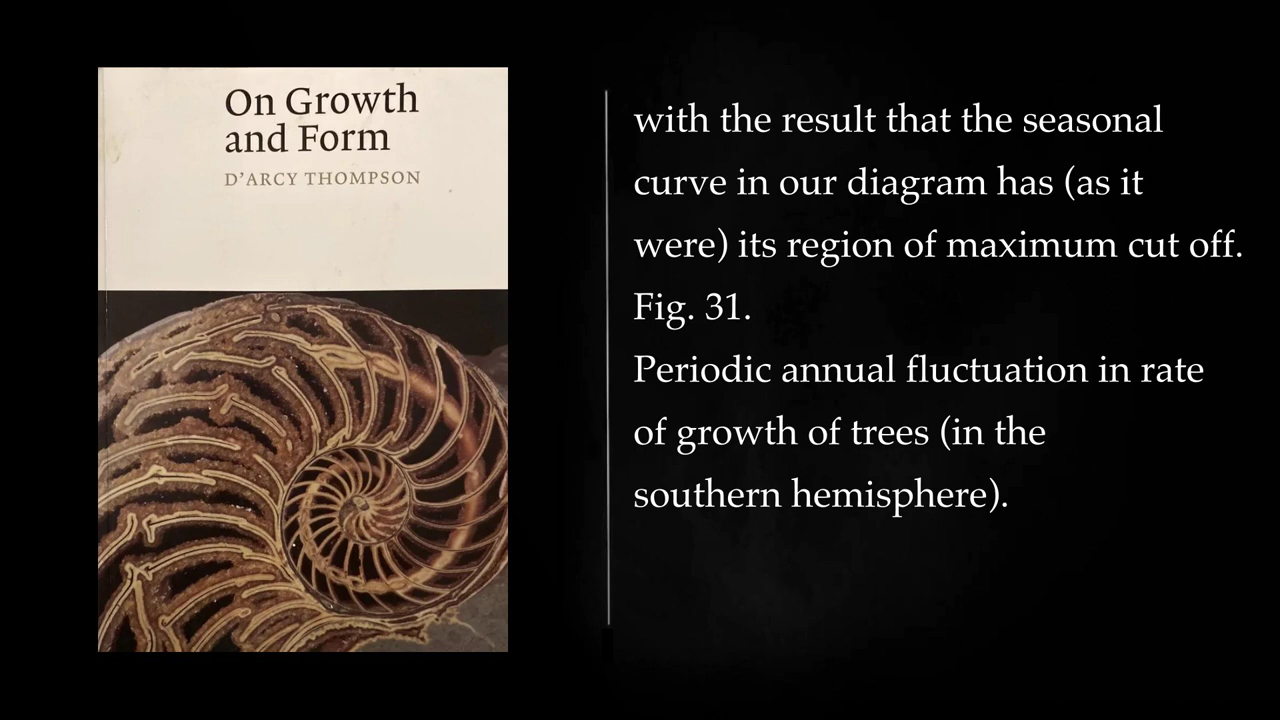 On Growth
and Form
D'ARCY THOMPSON
with the result that the seasonal
curve in our diagram has (as it
were) its region of maximum cut off.
Fig. 31.
Periodic annual fluctuation in rate
of growth of trees (in the
southern hemisphere).